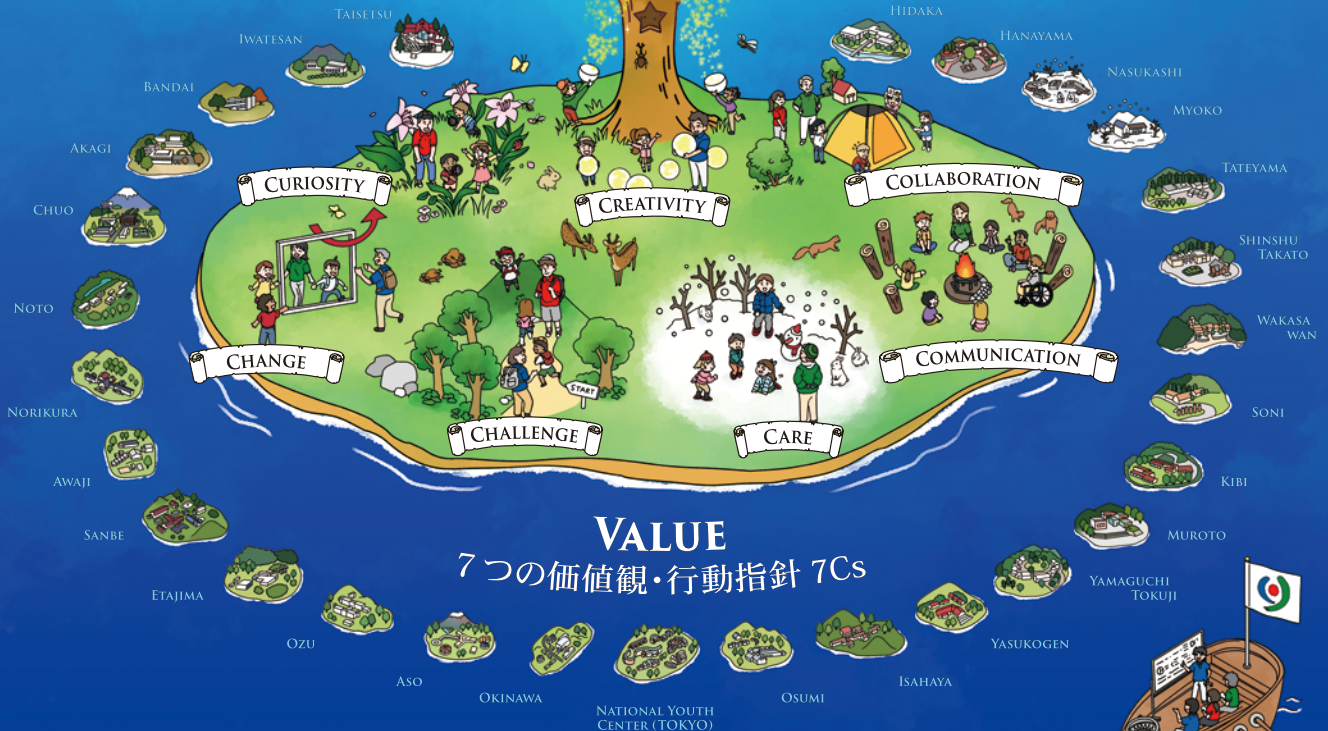 TAISETSU
IWATESAN
BANDAI
AKAGI
CHUO
NOTO
NORIKURA
AWAJI
SANBE
ETAJIMA
OZU
ASO
OKINAWA
NATIONAL YOUTH
CENTER (TOKYO)
OSUMI
ISAHAYA
YASUKOGEN
YAMAGUCHI
TOKUJI
MUROTO
KIBI
SONI
WAKASA
WAN
SHINSHU
TAKATO
TATEYAMA
MYOKO
NASUKASHI
HANAYAMA
HIDAKA
CURIOSITY
CREATIVITY
COLLABORATION
CHANGE
START
COMMUNICATION
CHALLENGE
CARE
VALUE
7つの価値観・行動指針 7Cs